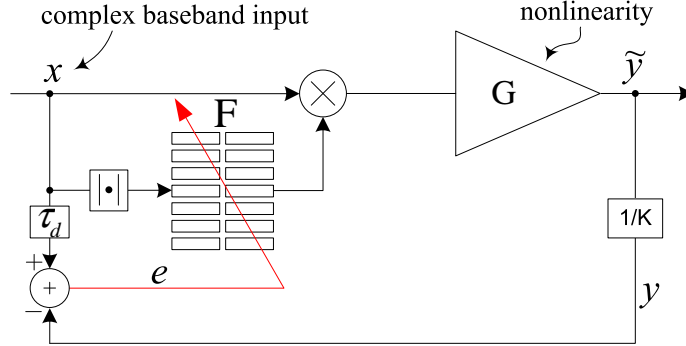 complex baseband input
nonlinearity
x
ỹ
G
F
|•|
τd
1/K
+
+
−
e
y